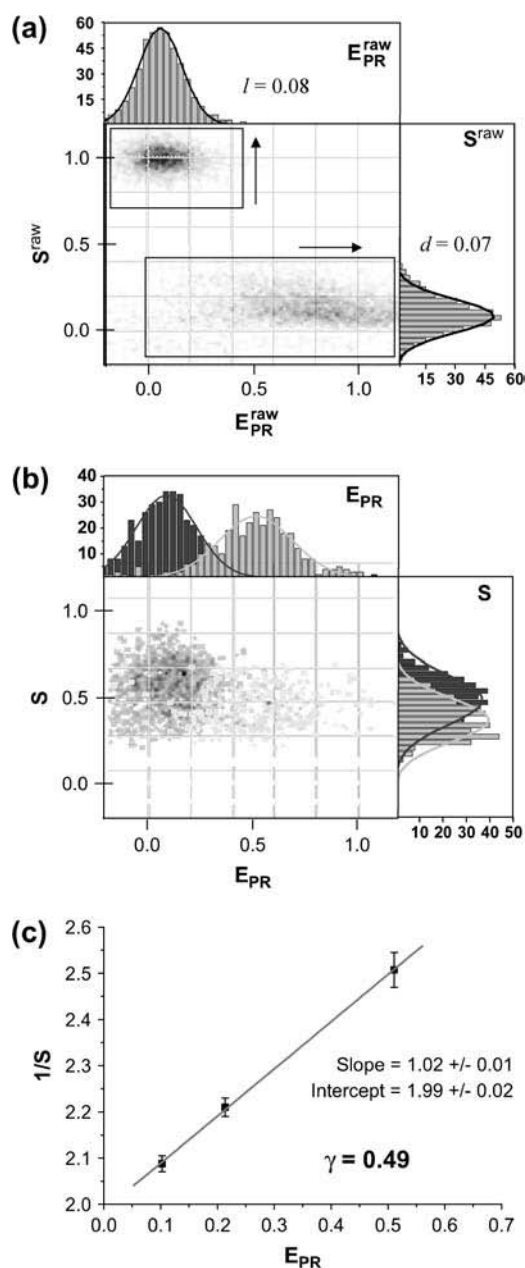 (a)
60
45
30
15
E_PR^raw
l = 0.08
S^raw
1.0
0.5
0.0
S^raw
d = 0.07
0.0 0.5 1.0
15 30 45 60
E_PR^raw
(b)
40
30
20
10
E_PR
S
1.0
0.5
0.0
S
0.0 0.5 1.0
10 20 30 40 50
E_PR
(c)
2.6
2.5
2.4
2.3
2.2
2.1
2.0
1/S
Slope = 1.02 +/- 0.01
Intercept = 1.99 +/- 0.02
γ = 0.49
0.0 0.1 0.2 0.3 0.4 0.5 0.6 0.7
E_PR